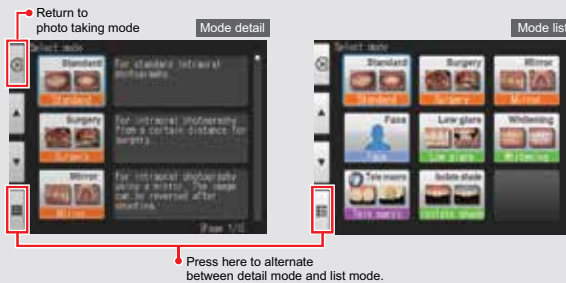 Return to
photo taking mode
Mode detail
Mode list
Select mode
Standard
For standard intraoral
photography.
Standard
Surgery
For intraoral photography
from a certain distance for
surgery.
Surgery
Mirror
For intraoral photography
using a mirror. The image
can be reversed after
shooting.
Mirror
Select mode
Standard
Surgery
Mirror
Standard
Surgery
Mirror
Face
Low glare
Whitening
Face
Low glare
Whitening
Tele macro
Isolate shade
Tele macro
Isolate shade
Press here to alternate
between detail mode and list mode.